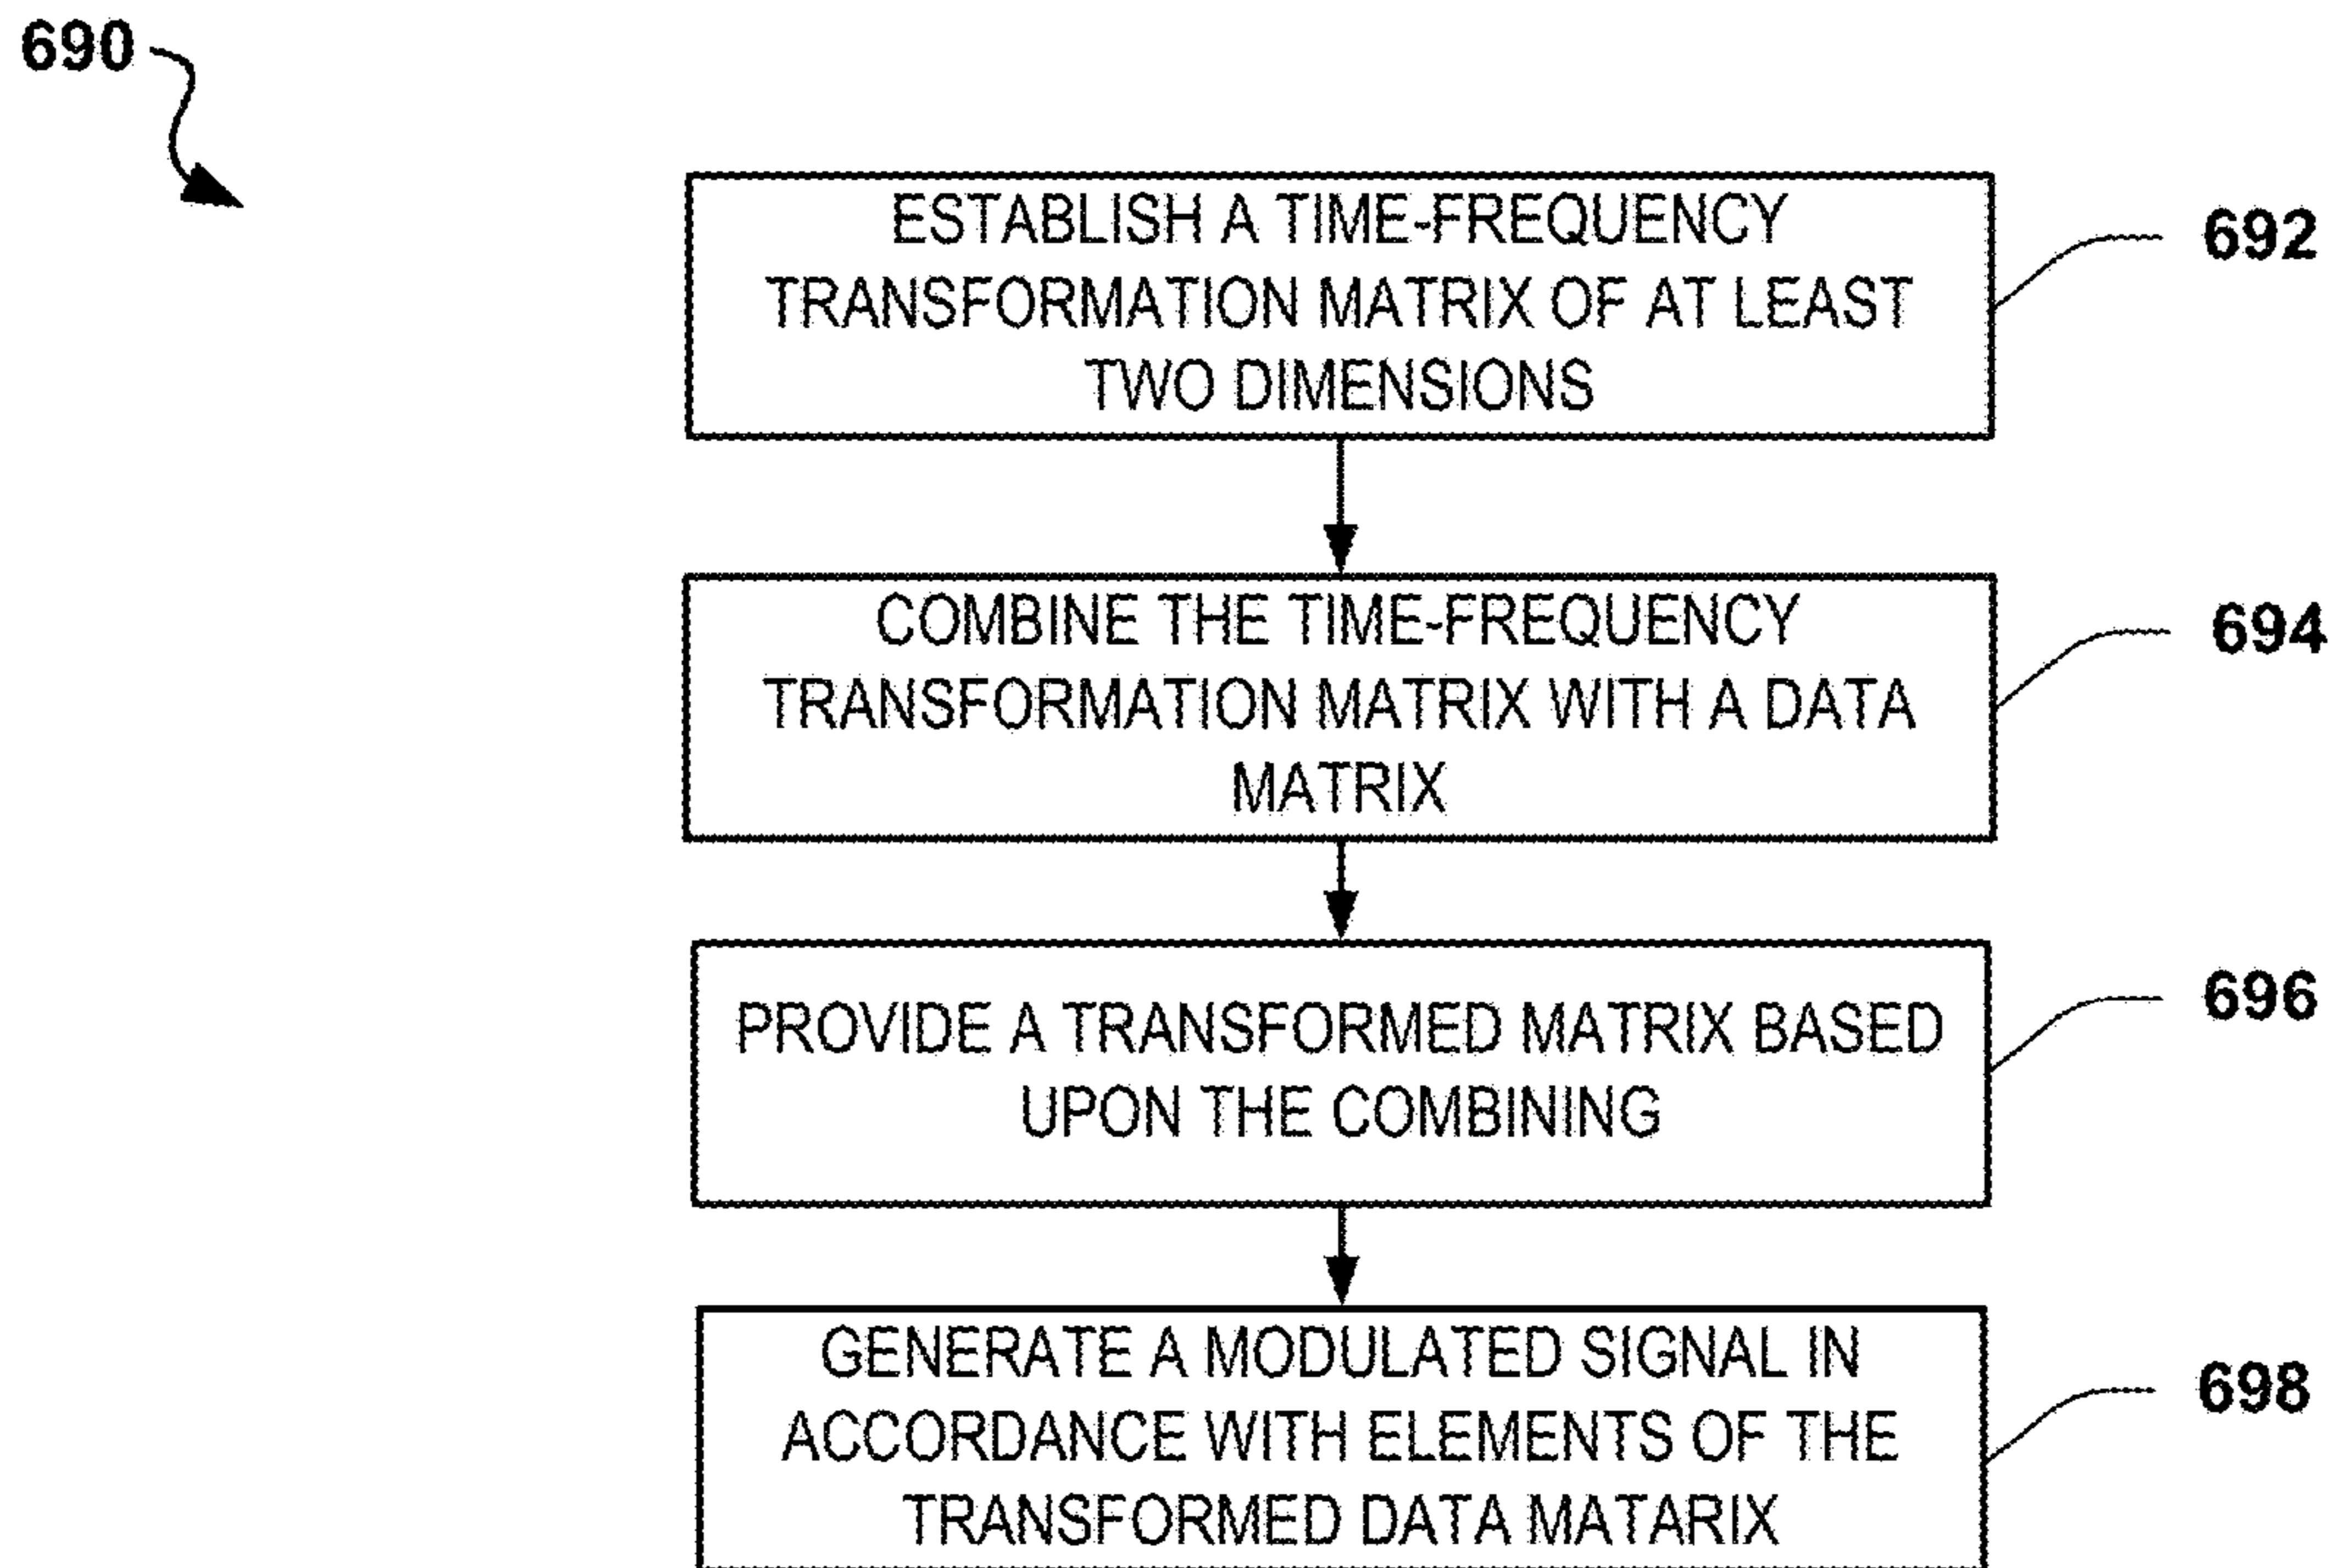 690
ESTABLISH A TIME-FREQUENCY
TRANSFORMATION MATRIX OF AT LEAST
TWO DIMENSIONS
692
COMBINE THE TIME-FREQUENCY
TRANSFORMATION MATRIX WITH A DATA
MATRIX
694
PROVIDE A TRANSFORMED MATRIX BASED
UPON THE COMBINING
696
GENERATE A MODULATED SIGNAL IN
ACCORDANCE WITH ELEMENTS OF THE
TRANSFORMED DATA MATARIX
698